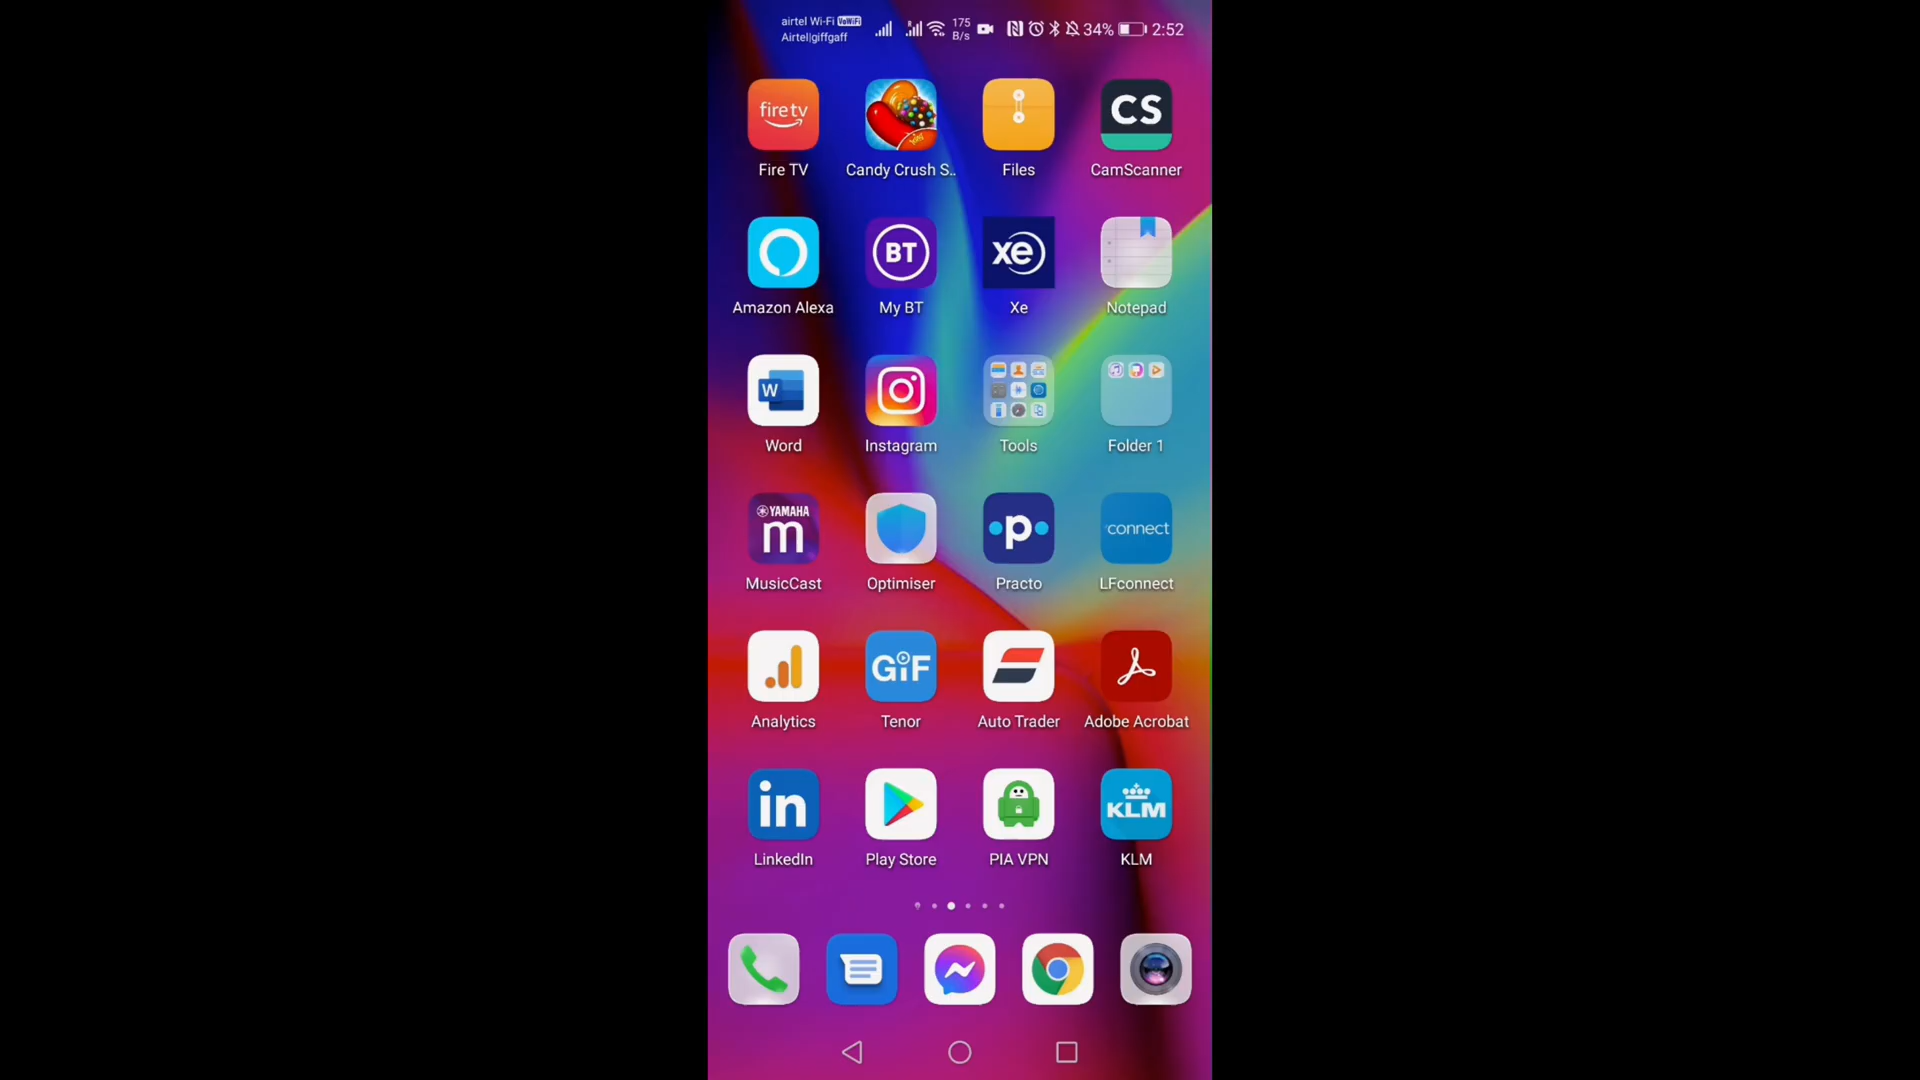 airtel Wi-Fi VoWiFi
Airtel|giffgaff
R
175
B/s
34%
2:52
fire tv
King
CS
Fire TV
Candy Crush S..
Files
CamScanner
BT
xe
Amazon Alexa
My BT
Xe
Notepad
W
Word
Instagram
Tools
Folder 1
YAMAHA
m
p
connect
MusicCast
Optimiser
Practo
LFconnect
GIF
Analytics
Tenor
Auto Trader
Adobe Acrobat
in
KLM
LinkedIn
Play Store
PIA VPN
KLM